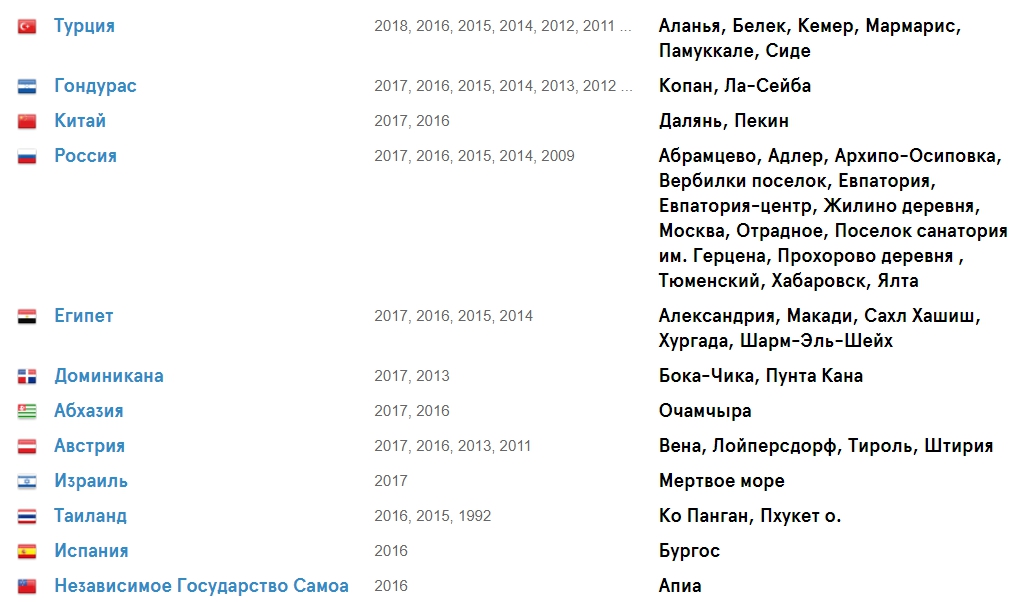 Турция 2018, 2016, 2015, 2014, 2012, 2011 ... Аланья, Белек, Кемер, Мармарис,
Памуккале, Сиде
Гондурас 2017, 2016, 2015, 2014, 2013, 2012 ... Копан, Ла-Сейба
Китай 2017, 2016 Далянь, Пекин
Россия 2017, 2016, 2015, 2014, 2009 Абрамцево, Адлер, Архипо-Осиповка,
Вербилки поселок, Евпатория,
Евпатория-центр, Жилино деревня,
Москва, Отрадное, Поселок санатория
им. Герцена, Прохорово деревня ,
Тюменский, Хабаровск, Ялта
Египет 2017, 2016, 2015, 2014 Александрия, Макади, Сахл Хашиш,
Хургада, Шарм-Эль-Шейх
Доминикана 2017, 2013 Бока-Чика, Пунта Кана
Абхазия 2017, 2016 Очамчыра
Австрия 2017, 2016, 2013, 2011 Вена, Лойперсдорф, Тироль, Штирия
Израиль 2017 Мертвое море
Таиланд 2016, 2015, 1992 Ко Панган, Пхукет о.
Испания 2016 Бургос
Независимое Государство Самоа 2016 Апиа